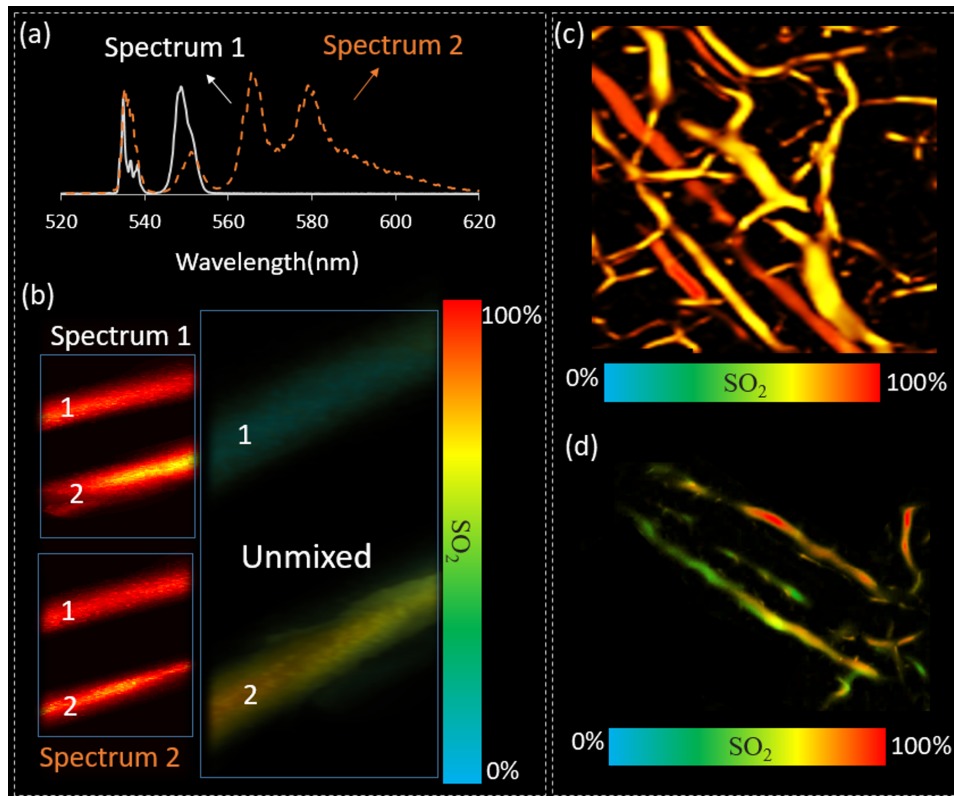 (a)
Spectrum 1
Spectrum 2
520 540 560 580 600 620
Wavelength(nm)
(b)
Spectrum 1
1
2
1
2
Spectrum 2
1
Unmixed
2
100%
SO2
0%
(c)
0% SO2 100%
(d)
0% SO2 100%